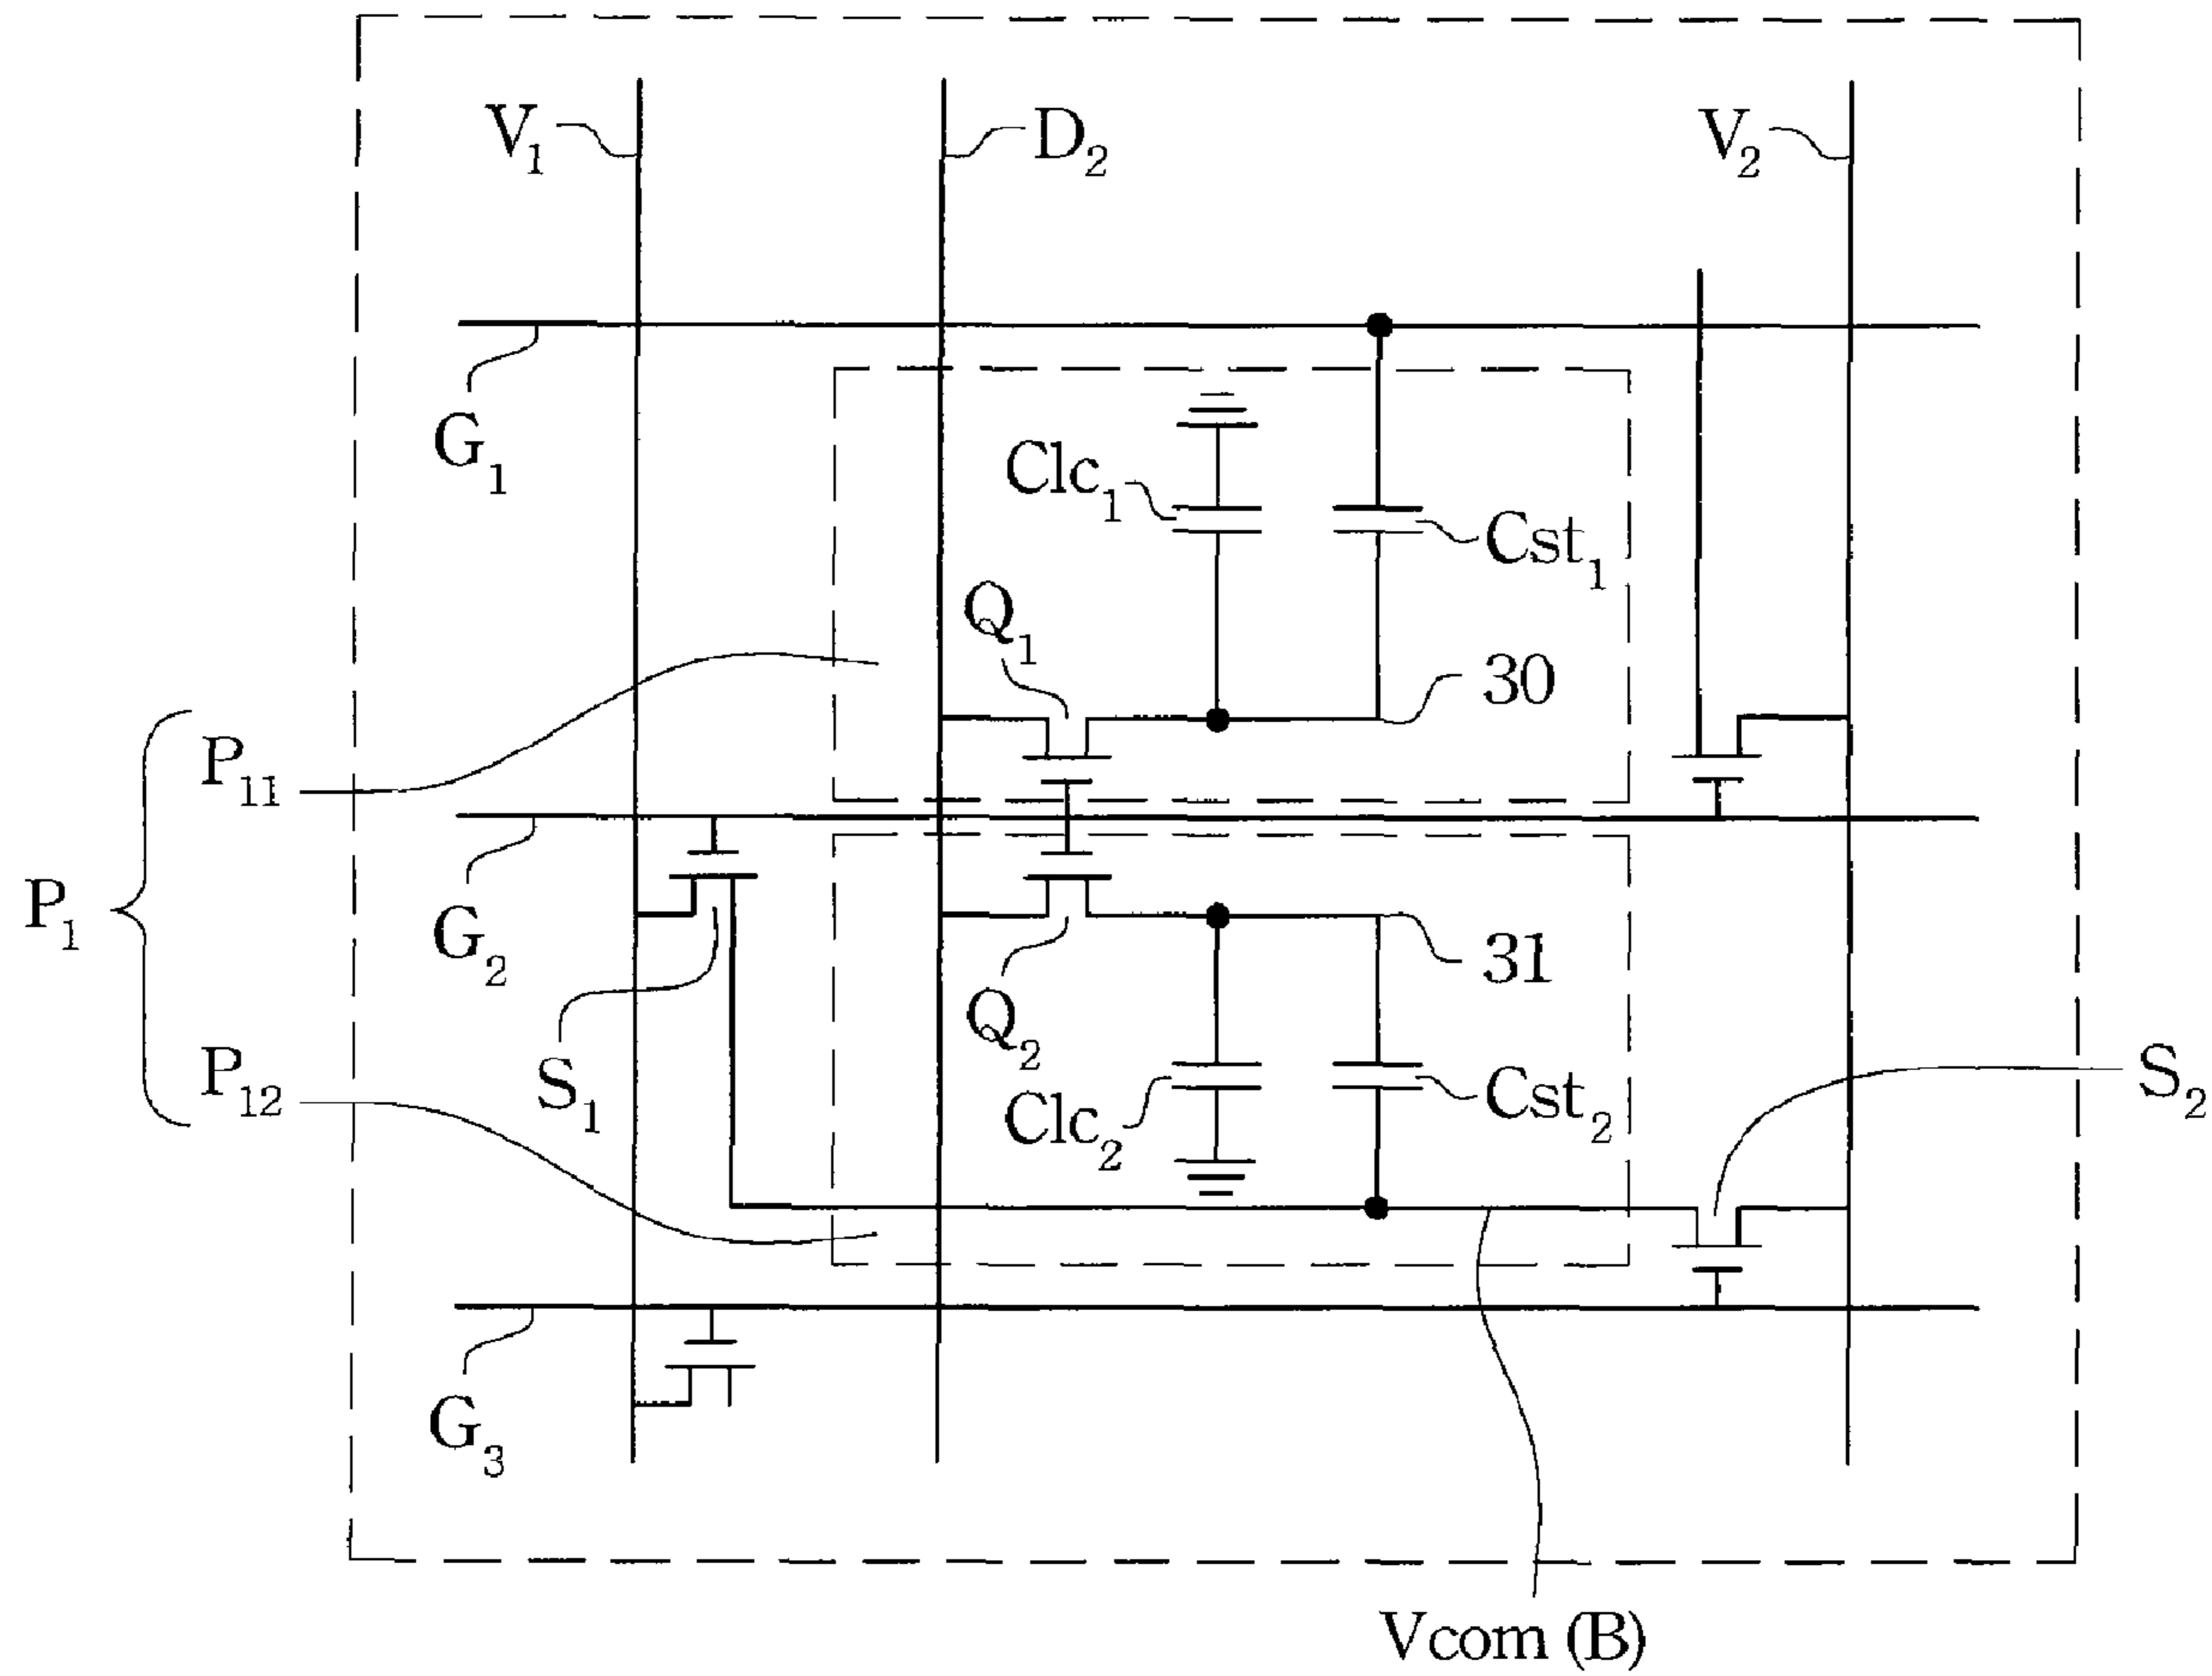 V₁
D₂
V₂
G₁
Clc₁
Cst₁
Q₁
30
P₁₁
P₁
G₂
31
Q₂
S₁
P₁₂
Clc₂
Cst₂
S₂
G₃
Vcom (B)